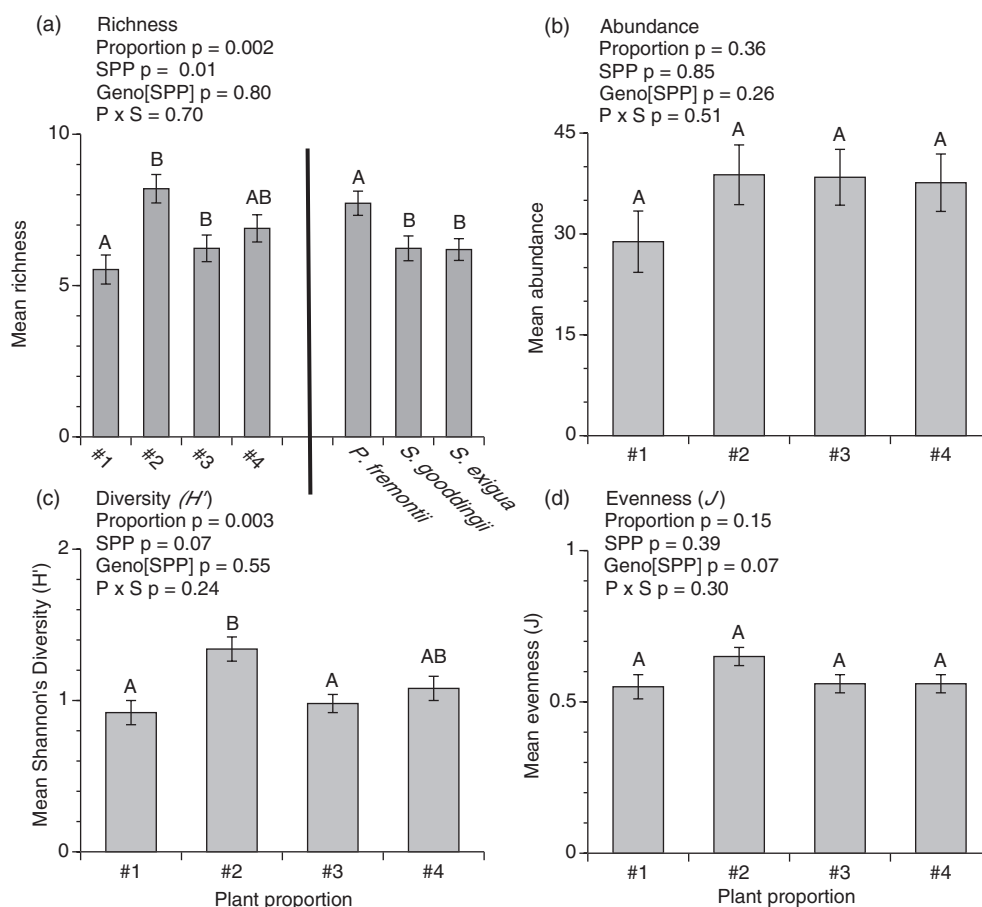 (a) Richness
Proportion p = 0.002
SPP p = 0.01
Geno[SPP] p = 0.80
P x S = 0.70
10
5
0
Mean richness
A
B
B
AB
A
B
B
#1
#2
#3
#4
P. fremontii
S. gooddingii
S. exigua
(b) Abundance
Proportion p = 0.36
SPP p = 0.85
Geno[SPP] p = 0.26
P x S p = 0.51
45
30
15
0
Mean abundance
A
A
A
A
#1
#2
#3
#4
(c) Diversity (H')
Proportion p = 0.003
SPP p = 0.07
Geno[SPP] p = 0.55
P x S p = 0.24
2
1
0
Mean Shannon's Diversity (H')
A
B
A
AB
#1
#2
#3
#4
Plant proportion
(d) Evenness (J')
Proportion p = 0.15
SPP p = 0.39
Geno[SPP] p = 0.07
P x S p = 0.30
1
0.5
0
Mean evenness (J)
A
A
A
A
#1
#2
#3
#4
Plant proportion